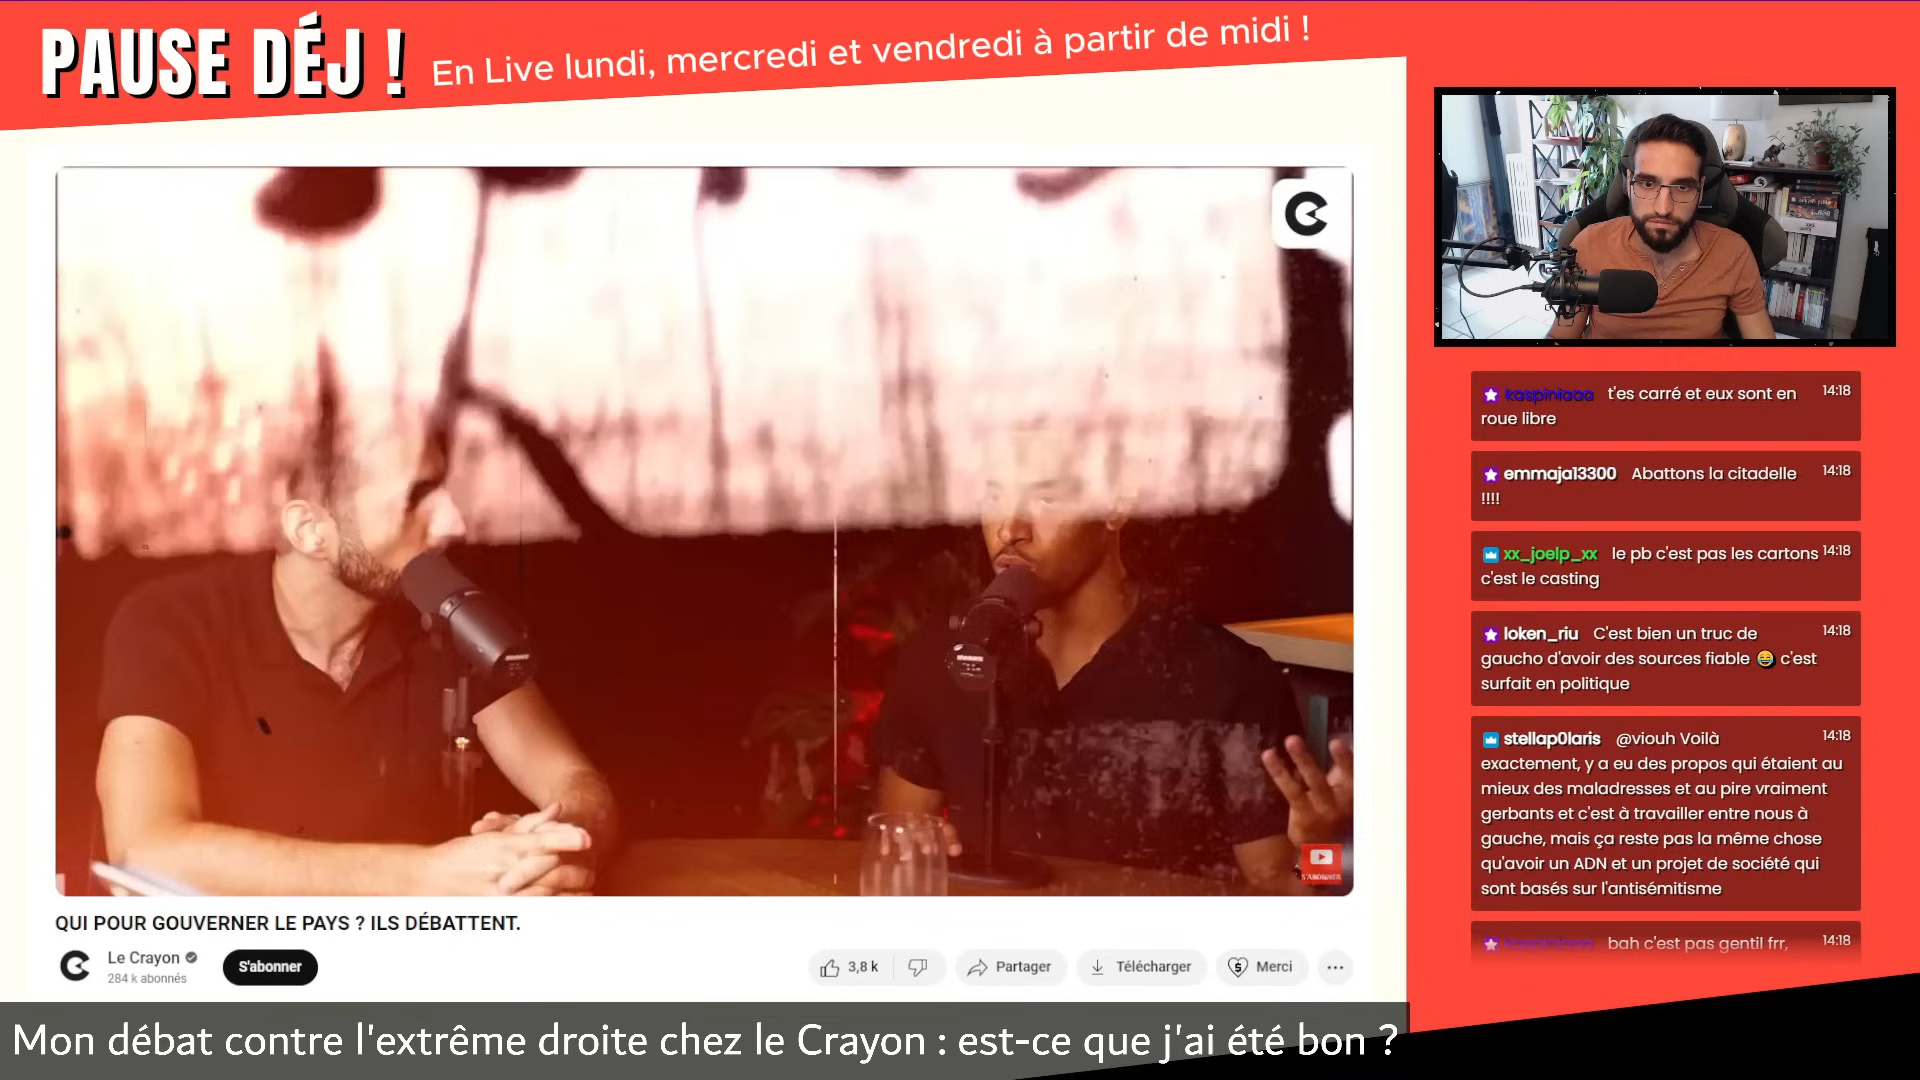 PAUSE DÉJ !
En Live lundi, mercredi et vendredi à partir de midi !
S'ABONNER
QUI POUR GOUVERNER LE PAYS ? ILS DÉBATTENT.
Le Crayon
284 k abonnés
S'abonner
3,8 k
Partager
Télécharger
Merci
Mon débat contre l'extrême droite chez le Crayon : est-ce que j'ai été bon ?
kaspiniaaa t'es carré et eux sont en 14:18
roue libre
emmaja13300 Abattons la citadelle 14:18
!!!!
xx_joelp_xx le pb c'est pas les cartons 14:18
c'est le casting
loken_riu C'est bien un truc de 14:18
gaucho d'avoir des sources fiable 😂 c'est
surfait en politique
stellap0laris @viouh Voilà 14:18
exactement, y a eu des propos qui étaient au
mieux des maladresses et au pire vraiment
gerbants et c'est à travailler entre nous à
gauche, mais ça reste pas la même chose
qu'avoir un ADN et un projet de société qui
sont basés sur l'antisémitisme
kaspiniaaa bah c'est pas gentil frr, 14:18